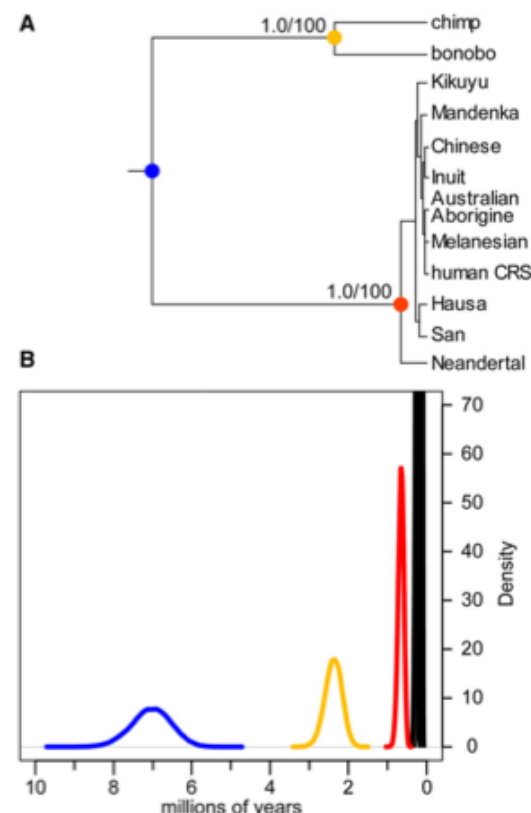 A
1.0/100
chimp
bonobo
Kikuyu
Mandenka
Chinese
Inuit
Australian
Aborigine
Melanesian
human CRS
1.0/100
Hausa
San
Neandertal
B
70
60
50
40
30
20
10
0
Density
10 8 6 4 2 0
millions of years